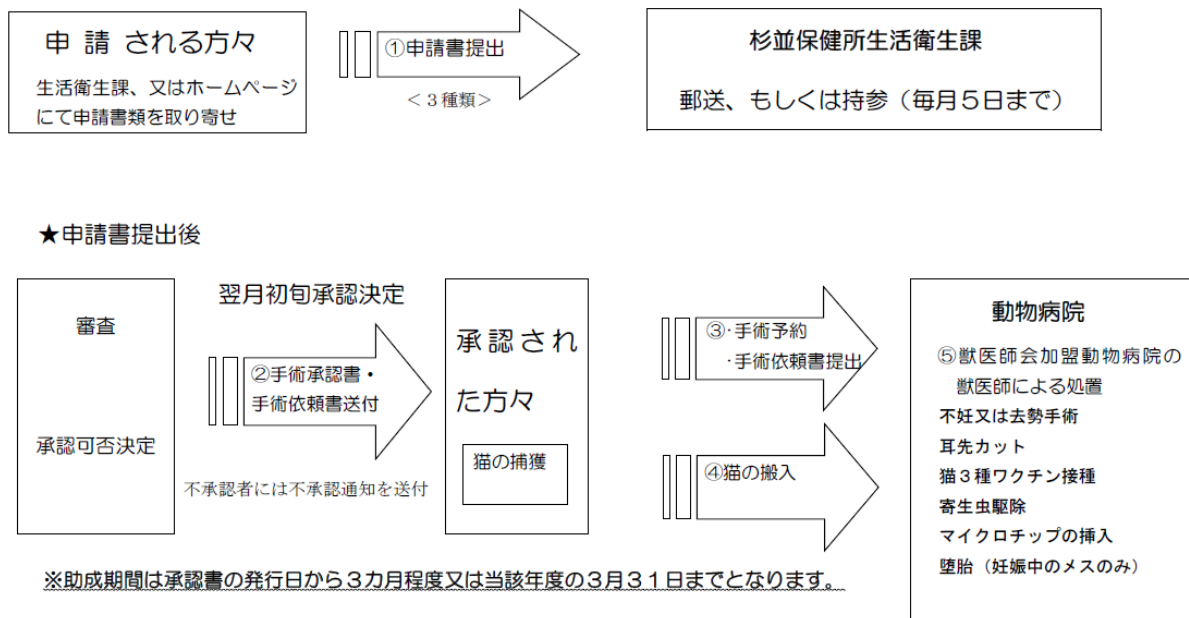 申 請 される方々
生活衛生課、又はホームページ
にて申請書類を取り寄せ
①申請書提出
＜３種類＞
杉並保健所生活衛生課
郵送、もしくは持参（毎月５日まで）
★申請書提出後
審査
承認可否決定
翌月初旬承認決定
②手術承認書・
手術依頼書送付
不承認者には不承認通知を送付
承認され
た方々
猫の捕獲
③・手術予約
・手術依頼書提出
④猫の搬入
動物病院
⑤獣医師会加盟動物病院の
獣医師による処置
不妊又は去勢手術
耳先カット
猫３種ワクチン接種
寄生虫駆除
マイクロチップの挿入
堕胎（妊娠中のメスのみ）
※助成期間は承認書の発行日から３カ月程度又は当該年度の３月３１日までとなります。